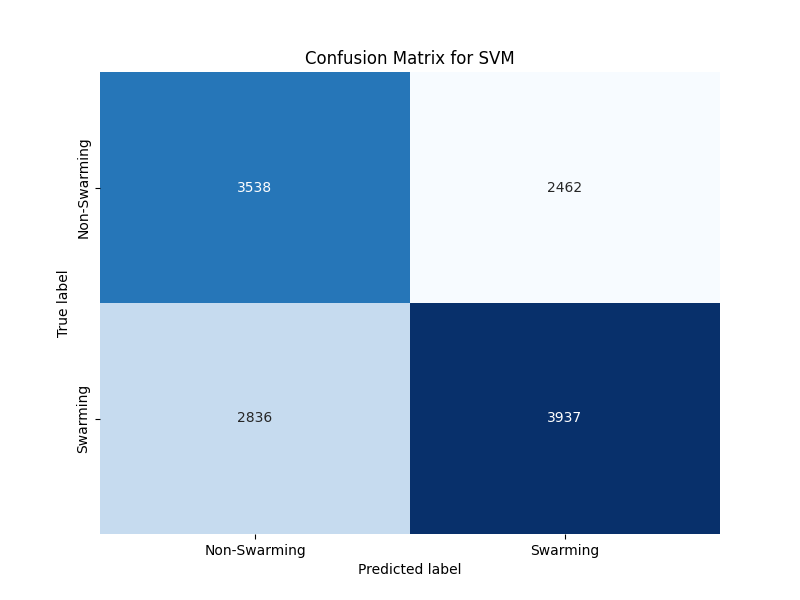 Confusion Matrix for SVM
True label
Non-Swarming
3538
2462
Swarming
2836
3937
Non-Swarming
Swarming
Predicted label